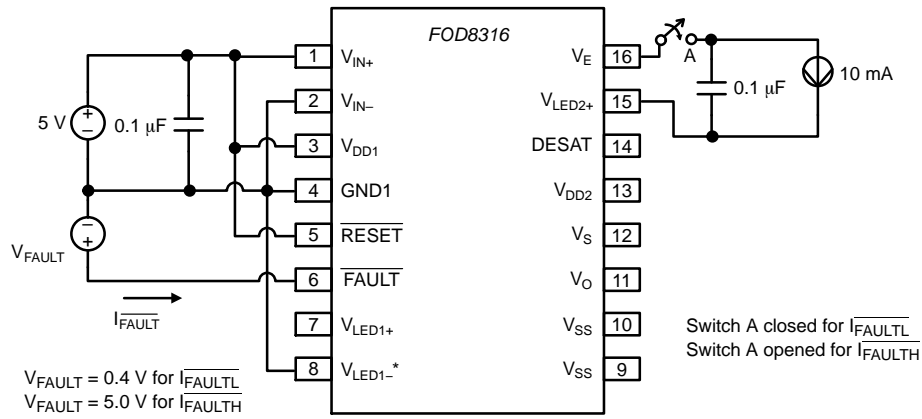 FOD8316
1 V_IN+
2 V_IN–
3 V_DD1
4 GND1
5 RESET
6 FAULT
7 V_LED1+
8 V_LED1–*
V_E 16
V_LED2+ 15
DESAT 14
V_DD2 13
V_S 12
V_O 11
V_SS 10
V_SS 9
5 V
+
–
0.1 μF
–
+
V_FAULT
I_FAULT
A
0.1 μF
10 mA
V_FAULT = 0.4 V for I_FAULTL
V_FAULT = 5.0 V for I_FAULTH
Switch A closed for I_FAULTL
Switch A opened for I_FAULTH